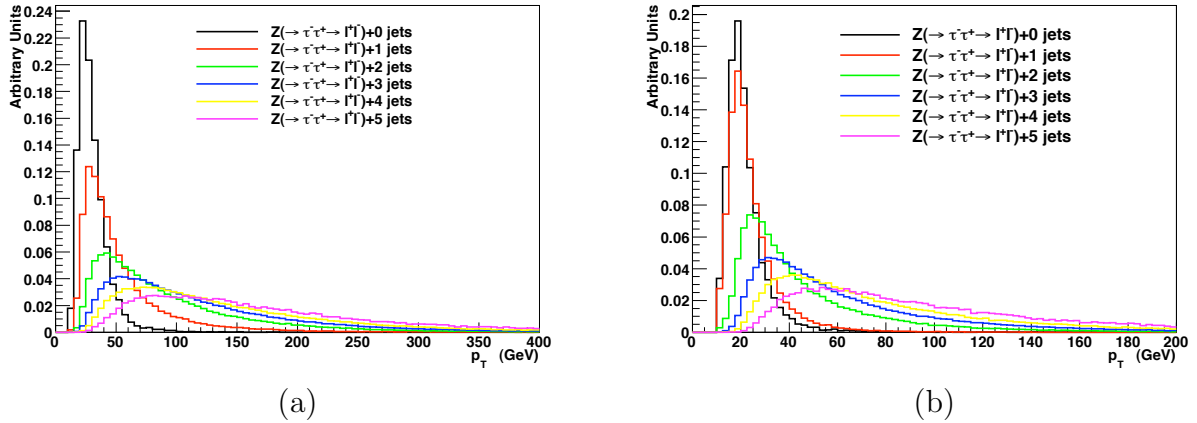 Arbitrary Units
0.24
0.22
0.2
0.18
0.16
0.14
0.12
0.1
0.08
0.06
0.04
0.02
0
Z(→ τ⁻τ⁺→ l⁺l⁻)+0 jets
Z(→ τ⁻τ⁺→ l⁺l⁻)+1 jets
Z(→ τ⁻τ⁺→ l⁺l⁻)+2 jets
Z(→ τ⁻τ⁺→ l⁺l⁻)+3 jets
Z(→ τ⁻τ⁺→ l⁺l⁻)+4 jets
Z(→ τ⁻τ⁺→ l⁺l⁻)+5 jets
0 50 100 150 200 250 300 350 400
p_T (GeV)
(a)
Arbitrary Units
0.2
0.18
0.16
0.14
0.12
0.1
0.08
0.06
0.04
0.02
0
Z(→ τ⁻τ⁺→ l⁺l⁻)+0 jets
Z(→ τ⁻τ⁺→ l⁺l⁻)+1 jets
Z(→ τ⁻τ⁺→ l⁺l⁻)+2 jets
Z(→ τ⁻τ⁺→ l⁺l⁻)+3 jets
Z(→ τ⁻τ⁺→ l⁺l⁻)+4 jets
Z(→ τ⁻τ⁺→ l⁺l⁻)+5 jets
0 20 40 60 80 100 120 140 160 180 200
p_T (GeV)
(b)